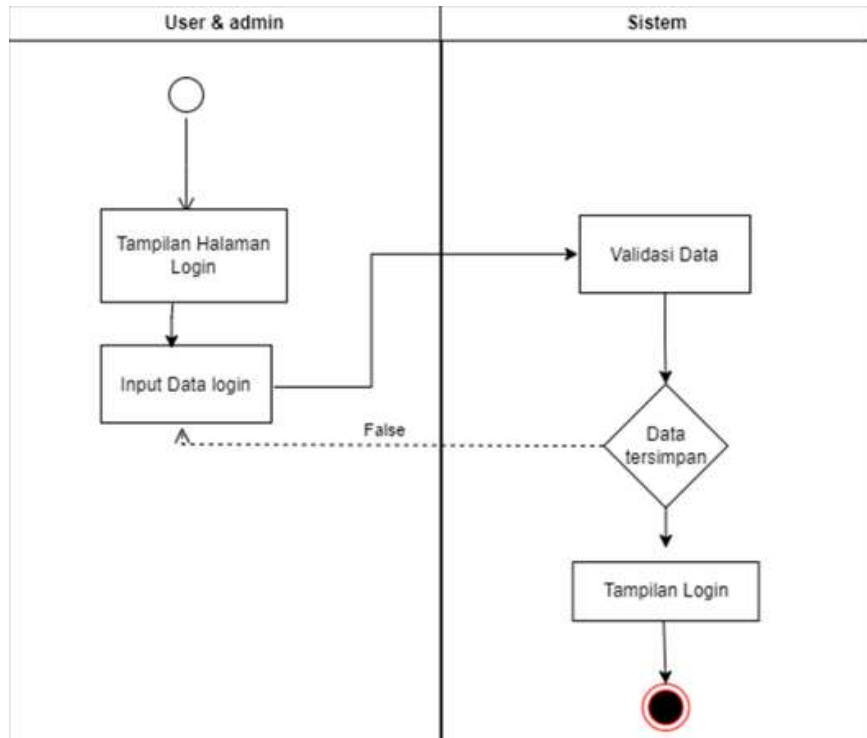 User & admin
Sistem
Tampilan Halaman
Login
Validasi Data
Input Data login
False
Data
tersimpan
Tampilan Login